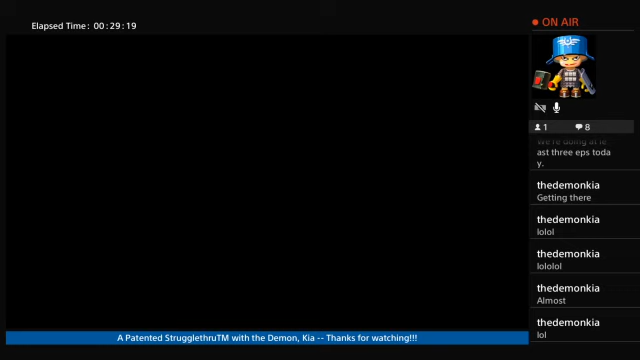 Elapsed Time: 00:29:19
ON AIR
1 8
We're doing at le
ast three eps toda
y.
thedemonkia
Getting there
thedemonkia
lolol
thedemonkia
lololol
thedemonkia
Almost
thedemonkia
lol
A Patented StrugglethruTM with the Demon, Kia -- Thanks for watching!!!